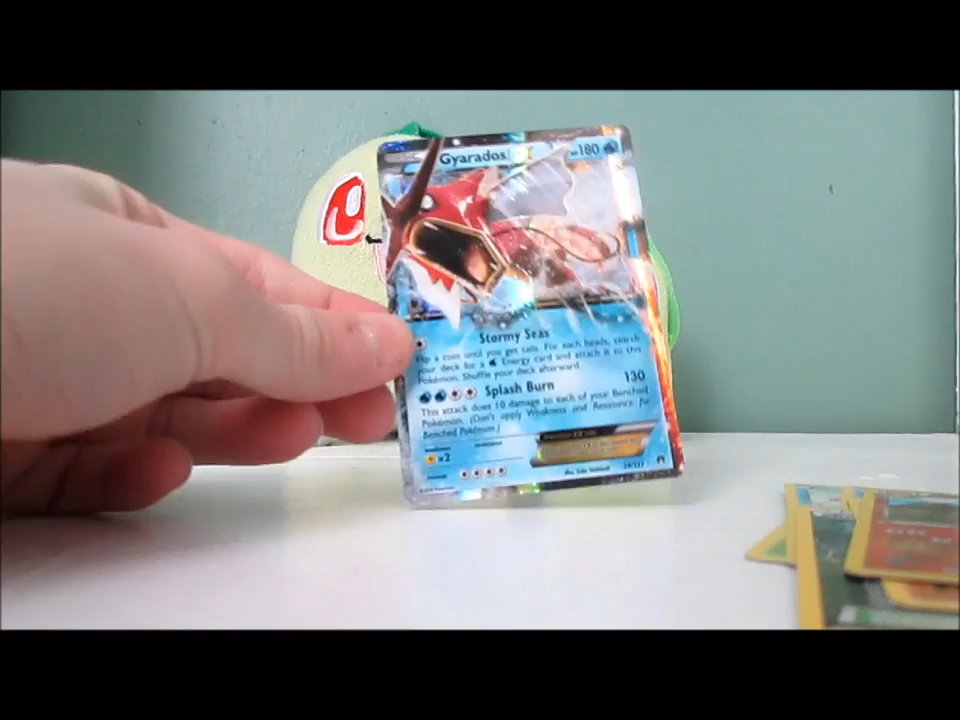 Gyarados
HP180
Stormy Seas
Flip a coin until you get tails. For each heads, search
your deck for a Energy card and attach it to this
Pokémon. Shuffle your deck afterward.
Splash Burn 130
This attack does 10 damage to each of your Benched
Pokémon. (Don't apply Weakness and Resistance for
Benched Pokémon.)
×2